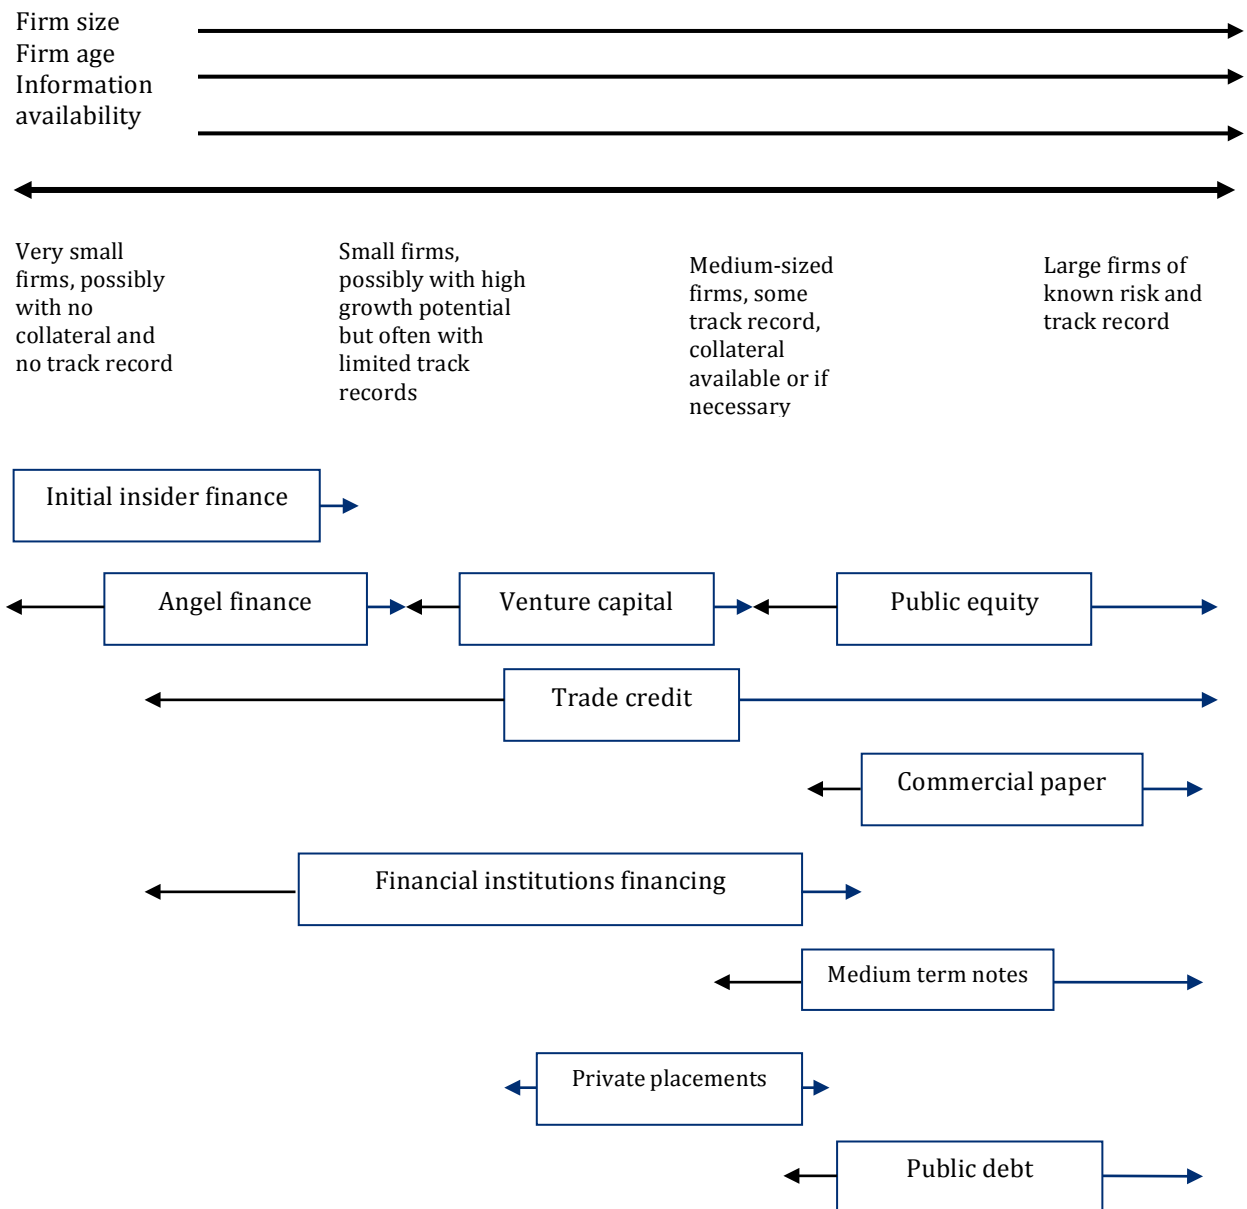 Firm size
Firm age
Information
availability
Very small
firms, possibly
with no
collateral and
no track record
Small firms,
possibly with high
growth potential
but often with
limited track
records
Medium-sized
firms, some
track record,
collateral
available or if
necessary
Large firms of
known risk and
track record
Initial insider finance
Angel finance
Venture capital
Public equity
Trade credit
Commercial paper
Financial institutions financing
Medium term notes
Private placements
Public debt